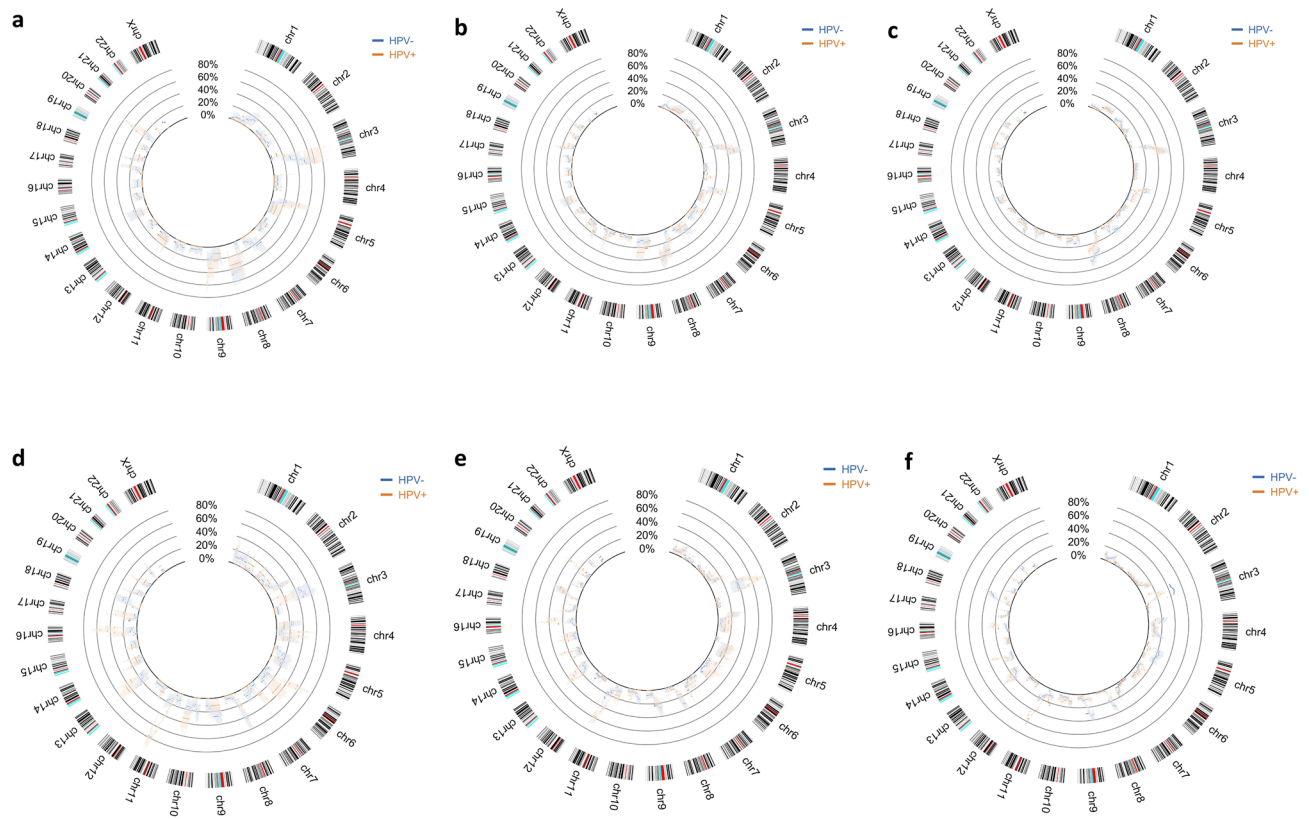 a
HPV-
HPV+
80%
60%
40%
20%
0%
chr1
chr2
chr3
chr4
chr5
chr6
chr7
chr8
chr9
chr10
chr11
chr12
chr13
chr14
chr15
chr16
chr17
chr18
chr19
chr20
chr21
chr22
chrX
b
HPV-
HPV+
80%
60%
40%
20%
0%
chr1
chr2
chr3
chr4
chr5
chr6
chr7
chr8
chr9
chr10
chr11
chr12
chr13
chr14
chr15
chr16
chr17
chr18
chr19
chr20
chr21
chr22
chrX
c
HPV-
HPV+
80%
60%
40%
20%
0%
chr1
chr2
chr3
chr4
chr5
chr6
chr7
chr8
chr9
chr10
chr11
chr12
chr13
chr14
chr15
chr16
chr17
chr18
chr19
chr20
chr21
chr22
chrX
d
HPV-
HPV+
80%
60%
40%
20%
0%
chr1
chr2
chr3
chr4
chr5
chr6
chr7
chr8
chr9
chr10
chr11
chr12
chr13
chr14
chr15
chr16
chr17
chr18
chr19
chr20
chr21
chr22
chrX
e
HPV-
HPV+
80%
60%
40%
20%
0%
chr1
chr2
chr3
chr4
chr5
chr6
chr7
chr8
chr9
chr10
chr11
chr12
chr13
chr14
chr15
chr16
chr17
chr18
chr19
chr20
chr21
chr22
chrX
f
HPV-
HPV+
80%
60%
40%
20%
0%
chr1
chr2
chr3
chr4
chr5
chr6
chr7
chr8
chr9
chr10
chr11
chr12
chr13
chr14
chr15
chr16
chr17
chr18
chr19
chr20
chr21
chr22
chrX